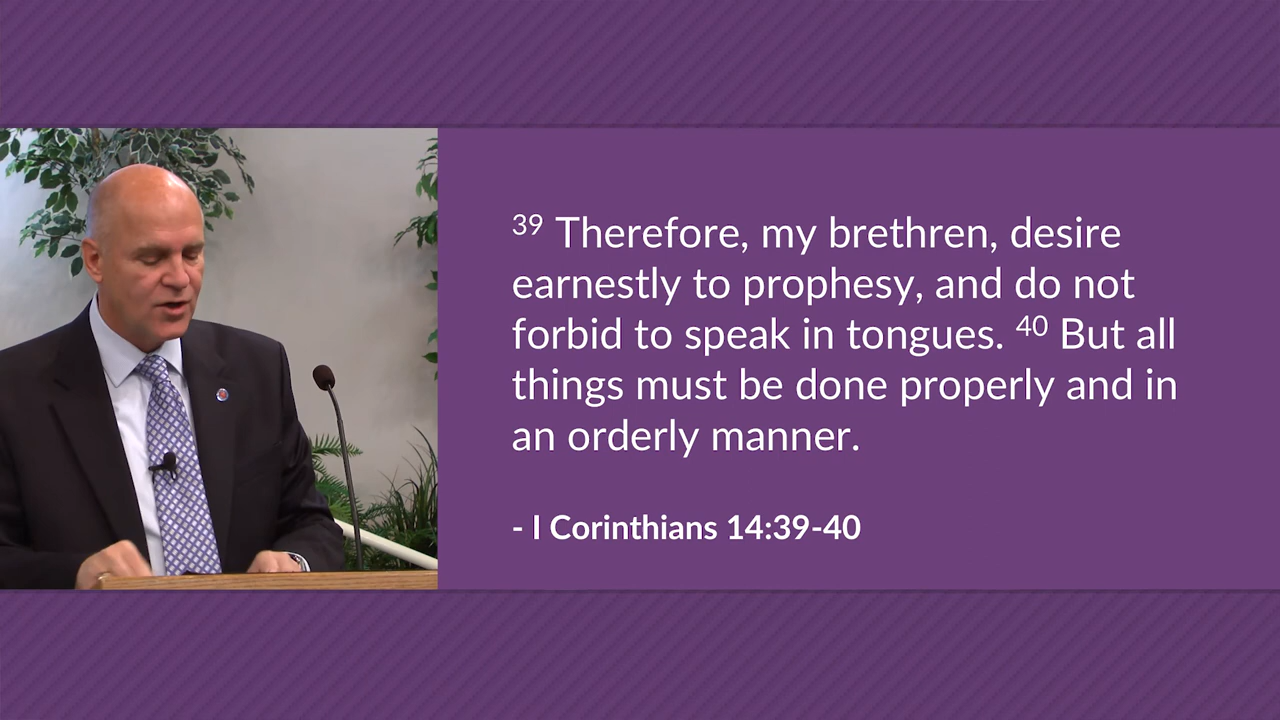 39 Therefore, my brethren, desire
earnestly to prophesy, and do not
forbid to speak in tongues. 40 But all
things must be done properly and in
an orderly manner.
- I Corinthians 14:39-40